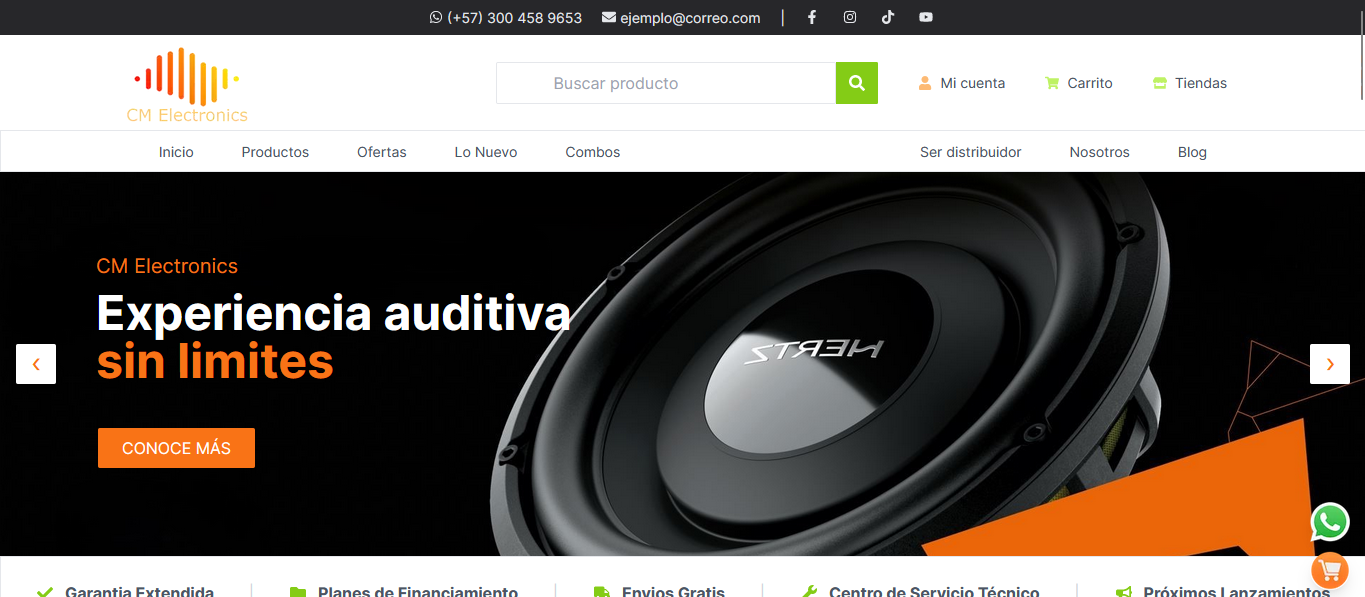 (+57) 300 458 9653 ejemplo@correo.com
CM Electronics
Buscar producto
Mi cuenta Carrito Tiendas
Inicio Productos Ofertas Lo Nuevo Combos Ser distribuidor Nosotros Blog
CM Electronics
Experiencia auditiva
sin limites
CONOCE MÁS
HERTZ
Garantia Extendida Planes de Financiamiento Envios Gratis Centro de Servicio Técnico Próximos Lanzamientos